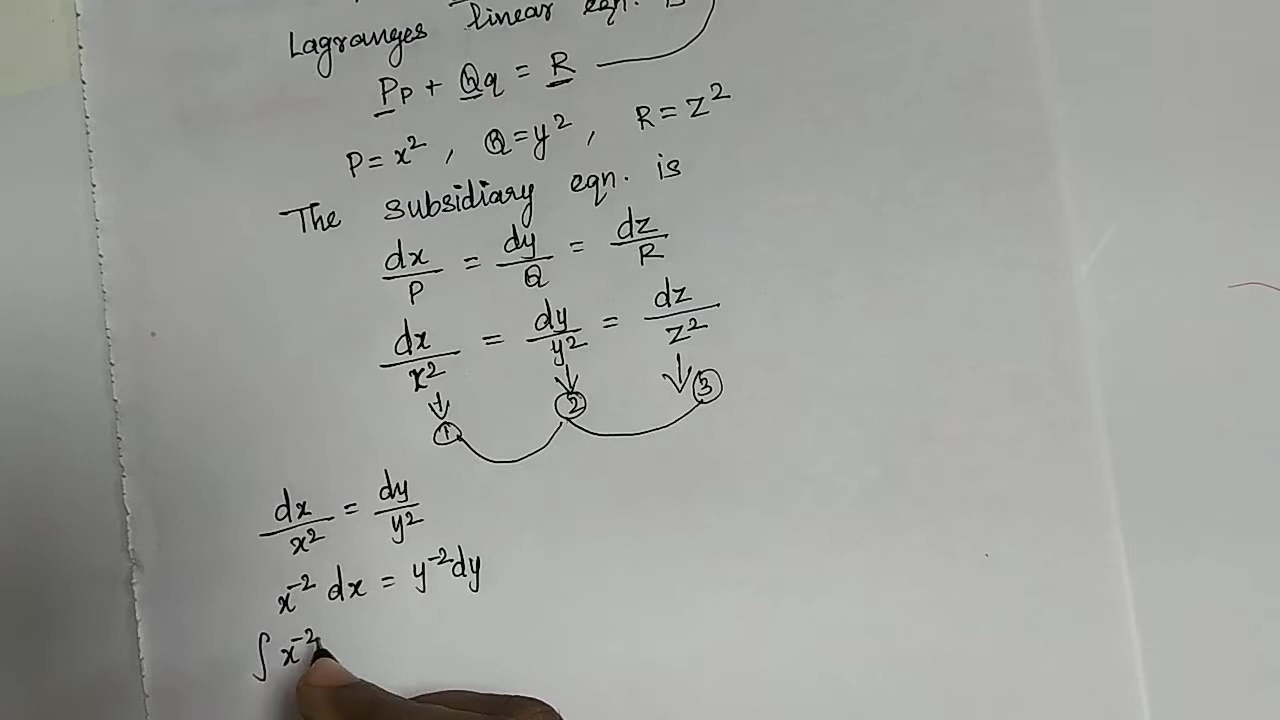 Lagranges linear eqn. is
Pp + Qq = R
P = x², Q = y², R = Z²
The subsidiary eqn. is
dx/P = dy/Q = dz/R
dx/x² = dy/y² = dz/z²
① ② ③
dx/x² = dy/y²
x⁻² dx = y⁻² dy
∫ x⁻²